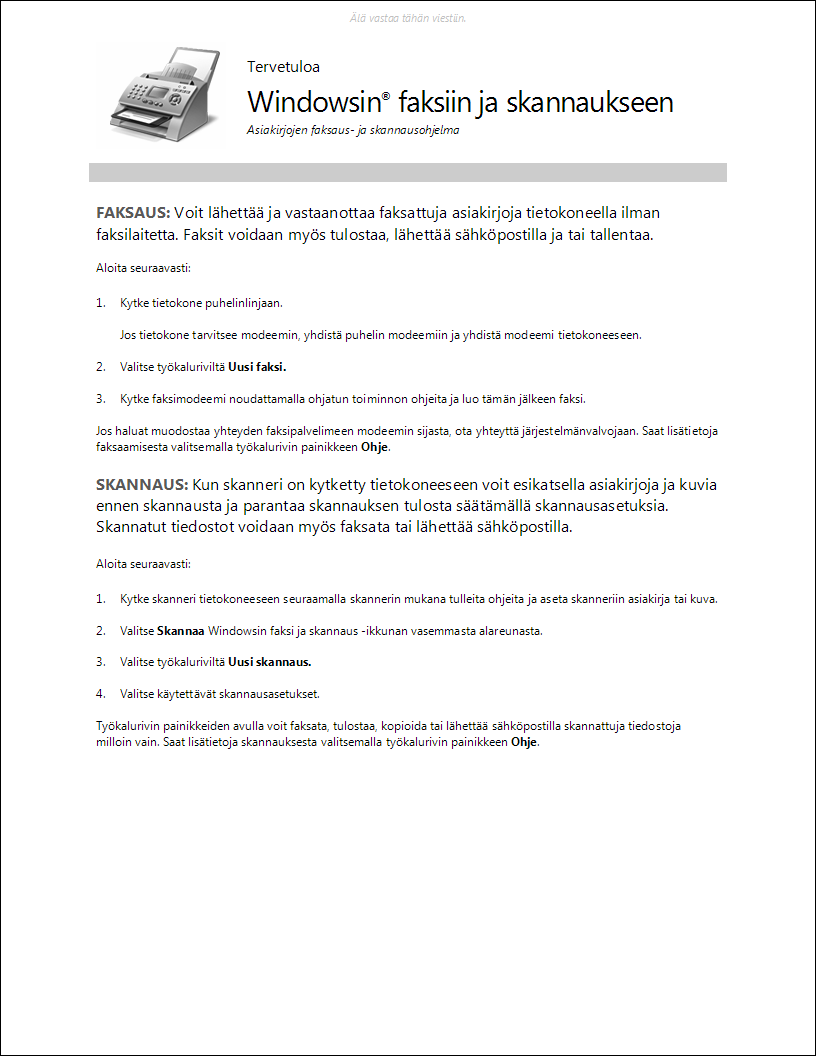 Älä vastaa tähän viestiin.
Tervetuloa
Windowsin® faksiin ja skannaukseen
Asiakirjojen faksaus- ja skannausohjelma
FAKSAUS: Voit lähettää ja vastaanottaa faksattuja asiakirjoja tietokoneella ilman
faksilaitetta. Faksit voidaan myös tulostaa, lähettää sähköpostilla ja tai tallentaa.
Aloita seuraavasti:
1. Kytke tietokone puhelinlinjaan.
Jos tietokone tarvitsee modeemin, yhdistä puhelin modeemiin ja yhdistä modeemi tietokoneeseen.
2. Valitse työkaluriviltä Uusi faksi.
3. Kytke faksimodeemi noudattamalla ohjatun toiminnon ohjeita ja luo tämän jälkeen faksi.
Jos haluat muodostaa yhteyden faksipalvelimeen modeemin sijasta, ota yhteyttä järjestelmänvalvojaan. Saat lisätietoja
faksaamisesta valitsemalla työkalurivin painikkeen Ohje.
SKANNAUS: Kun skanneri on kytketty tietokoneeseen voit esikatsella asiakirjoja ja kuvia
ennen skannausta ja parantaa skannauksen tulosta säätämällä skannausasetuksia.
Skannatut tiedostot voidaan myös faksata tai lähettää sähköpostilla.
Aloita seuraavasti:
1. Kytke skanneri tietokoneeseen seuraamalla skannerin mukana tulleita ohjeita ja aseta skanneriin asiakirja tai kuva.
2. Valitse Skannaa Windowsin faksi ja skannaus -ikkunan vasemmasta alareunasta.
3. Valitse työkaluriviltä Uusi skannaus.
4. Valitse käytettävät skannausasetukset.
Työkalurivin painikkeiden avulla voit faksata, tulostaa, kopioida tai lähettää sähköpostilla skannattuja tiedostoja
milloin vain. Saat lisätietoja skannauksesta valitsemalla työkalurivin painikkeen Ohje.